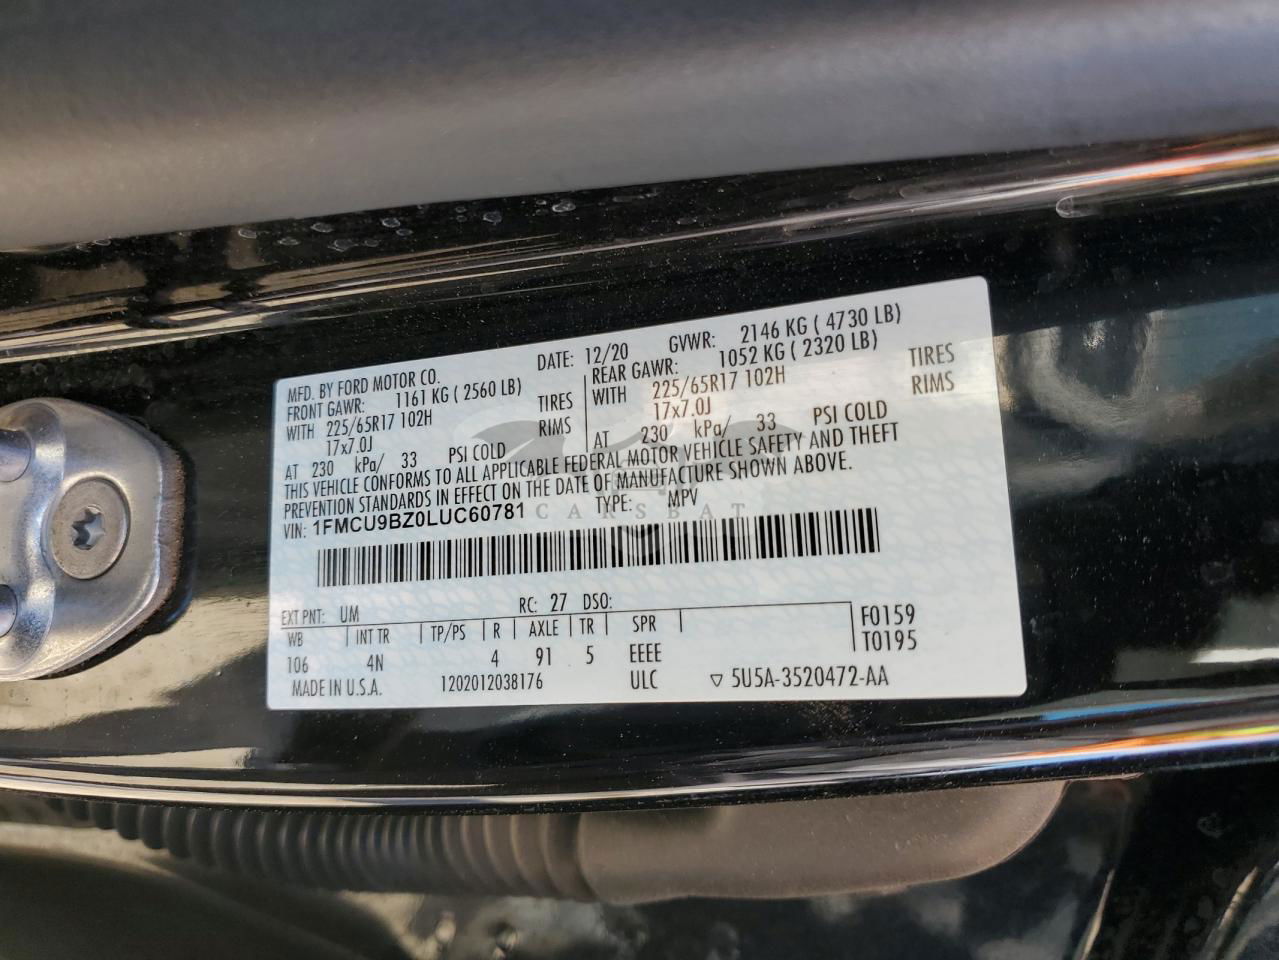 MFD. BY FORD MOTOR CO. DATE: 12/20 GVWR: 2146 KG ( 4730 LB)
FRONT GAWR: 1161 KG ( 2560 LB) REAR GAWR: 1052 KG ( 2320 LB)
WITH 225/65R17 102H TIRES WITH 225/65R17 102H TIRES
17x7.0J RIMS 17x7.0J RIMS
AT 230 kPa/ 33 PSI COLD AT 230 kPa/ 33 PSI COLD
THIS VEHICLE CONFORMS TO ALL APPLICABLE FEDERAL MOTOR VEHICLE SAFETY AND THEFT
PREVENTION STANDARDS IN EFFECT ON THE DATE OF MANUFACTURE SHOWN ABOVE.
VIN: 1FMCU9BZ0LUC60781 TYPE: MPV
CARSBAT
EXT PNT: UM RC: 27 DSO:
WB INT TR TP/PS R AXLE TR SPR F0159
106 4N 4 91 5 EEEE T0195
MADE IN U.S.A. 1202012038176 ULC ▽ 5U5A-3520472-AA